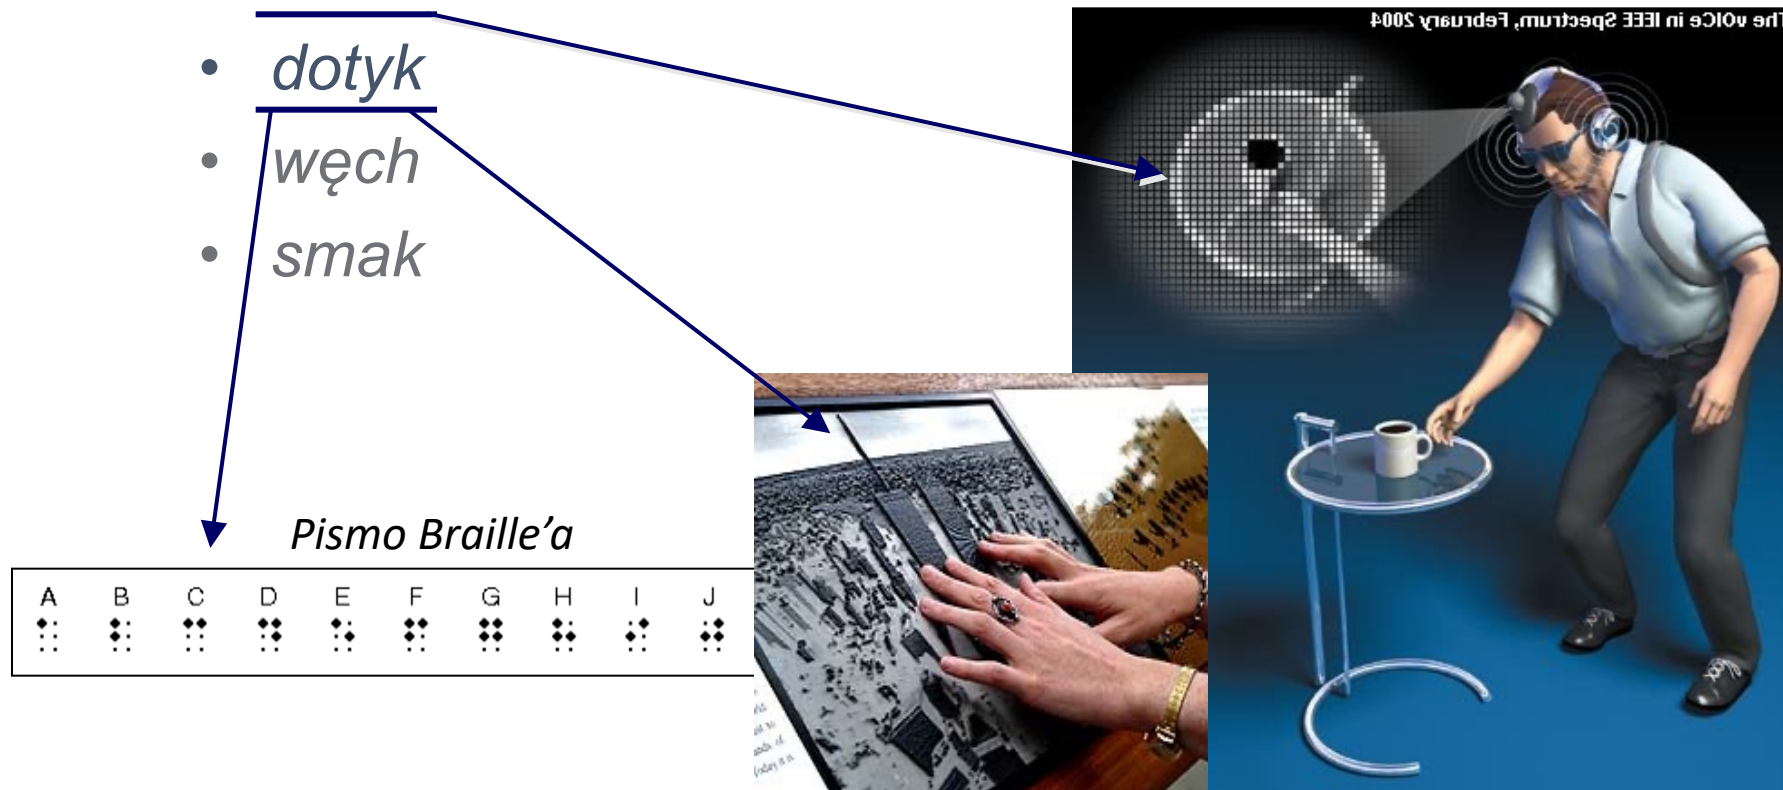 The vOICe in IEEE Spectrum, February 2004
• dotyk
• węch
• smak
Pismo Braille’a
A B C D E F G H I J